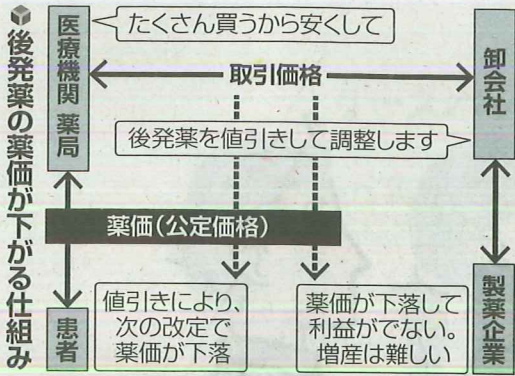 後発薬の薬価が下がる仕組み
医療機関 薬局
たくさん買うから安くして
取引価格
卸会社
後発薬を値引きして調整します
薬価(公定価格)
患者
値引きにより、
次の改定で
薬価が下落
薬価が下落して
利益がでない。
増産は難しい
製薬企業